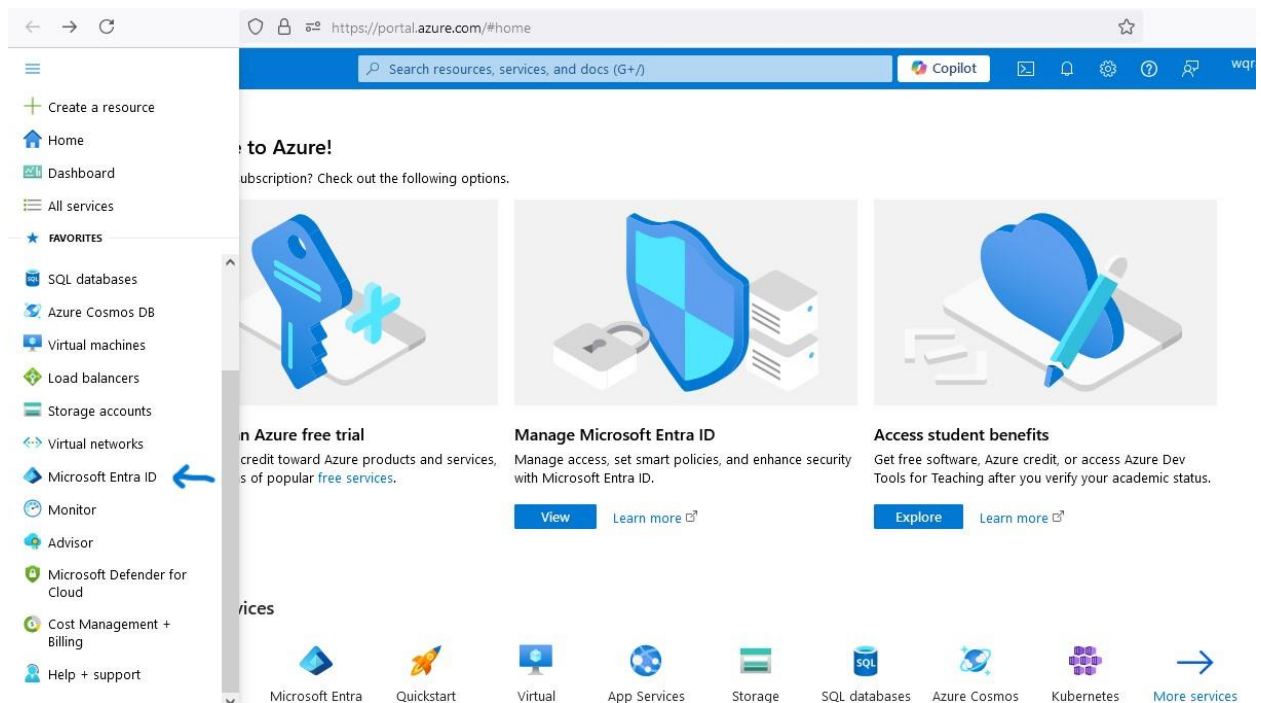 https://portal.azure.com/#home
Search resources, services, and docs (G+/)
Copilot
wqr
Create a resource
Home
Dashboard
All services
FAVORITES
SQL databases
Azure Cosmos DB
Virtual machines
Load balancers
Storage accounts
Virtual networks
Microsoft Entra ID
Monitor
Advisor
Microsoft Defender for
Cloud
Cost Management +
Billing
Help + support
to Azure!
ubscription? Check out the following options.
n Azure free trial
credit toward Azure products and services,
s of popular free services.
Manage Microsoft Entra ID
Manage access, set smart policies, and enhance security
with Microsoft Entra ID.
View
Learn more
Access student benefits
Get free software, Azure credit, or access Azure Dev
Tools for Teaching after you verify your academic status.
Explore
Learn more
vices
SQL
Microsoft Entra
Quickstart
Virtual
App Services
Storage
SQL databases
Azure Cosmos
Kubernetes
More services